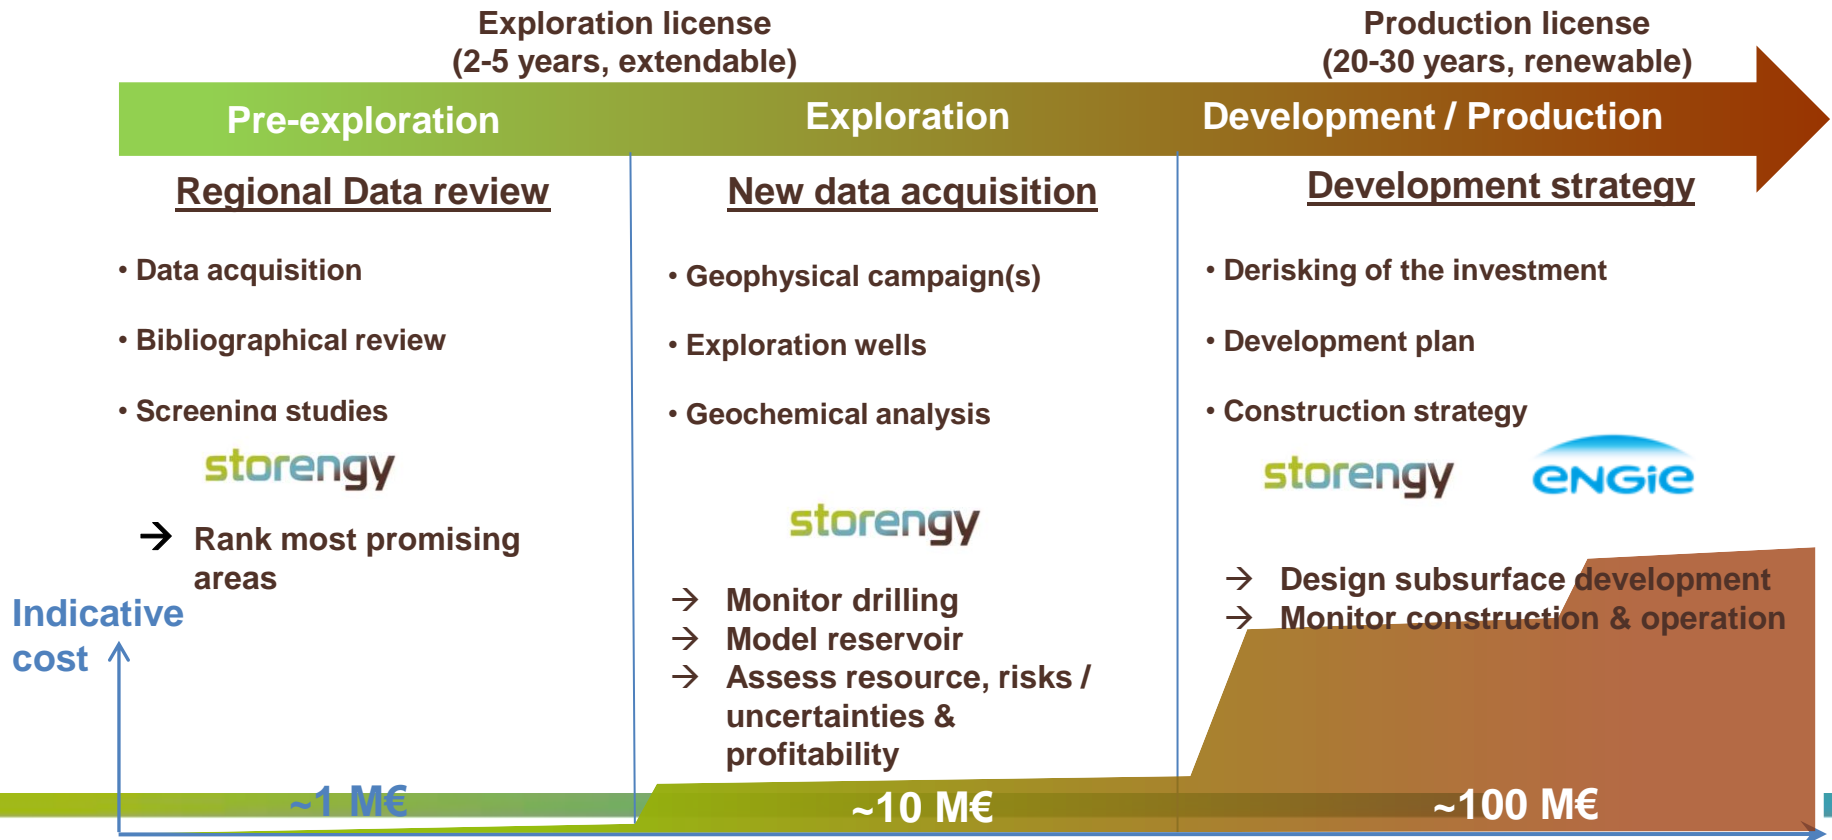 Exploration license
(2-5 years, extendable)
Production license
(20-30 years, renewable)
Pre-exploration
Exploration
Development / Production
Regional Data review
• Data acquisition
• Bibliographical review
• Screening studies
storengy
→ Rank most promising
areas
New data acquisition
• Geophysical campaign(s)
• Exploration wells
• Geochemical analysis
storengy
→ Monitor drilling
→ Model reservoir
→ Assess resource, risks /
uncertainties &
profitability
Development strategy
• Derisking of the investment
• Development plan
• Construction strategy
storengy
ENGiE
→ Design subsurface development
→ Monitor construction & operation
Indicative
cost
~1 M€
~10 M€
~100 M€